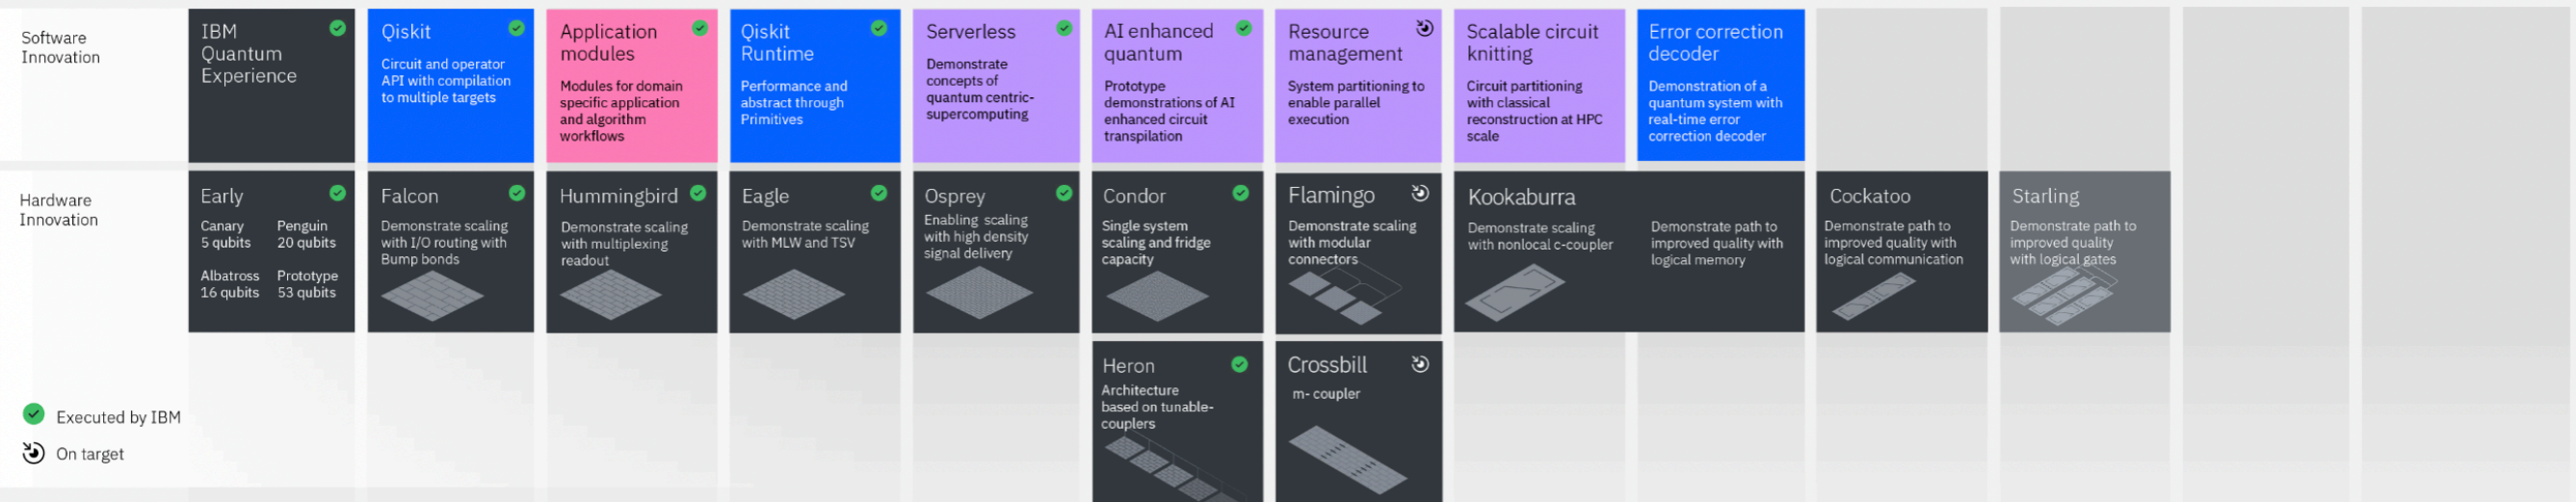 Software
Innovation
IBM
Quantum
Experience
Qiskit
Circuit and operator
API with compilation
to multiple targets
Application
modules
Modules for domain
specific application
and algorithm
workflows
Qiskit
Runtime
Performance and
abstract through
Primitives
Serverless
Demonstrate
concepts of
quantum centric-
supercomputing
AI enhanced
quantum
Prototype
demonstrations of AI
enhanced circuit
transpilation
Resource
management
System partitioning to
enable parallel
execution
Scalable circuit
knitting
Circuit partitioning
with classical
reconstruction at HPC
scale
Error correction
decoder
Demonstration of a
quantum system with
real-time error
correction decoder
Hardware
Innovation
Early
Canary
5 qubits
Penguin
20 qubits
Albatross
16 qubits
Prototype
53 qubits
Falcon
Demonstrate scaling
with I/O routing with
Bump bonds
Hummingbird
Demonstrate scaling
with multiplexing
readout
Eagle
Demonstrate scaling
with MLW and TSV
Osprey
Enabling scaling
with high density
signal delivery
Condor
Single system
scaling and fridge
capacity
Flamingo
Demonstrate scaling
with modular
connectors
Kookaburra
Demonstrate scaling
with nonlocal c-coupler
Demonstrate path to
improved quality with
logical memory
Cockatoo
Demonstrate path to
improved quality with
logical communication
Starling
Demonstrate path to
improved quality
with logical gates
Heron
Architecture
based on tunable-
couplers
Crossbill
m- coupler
Executed by IBM
On target